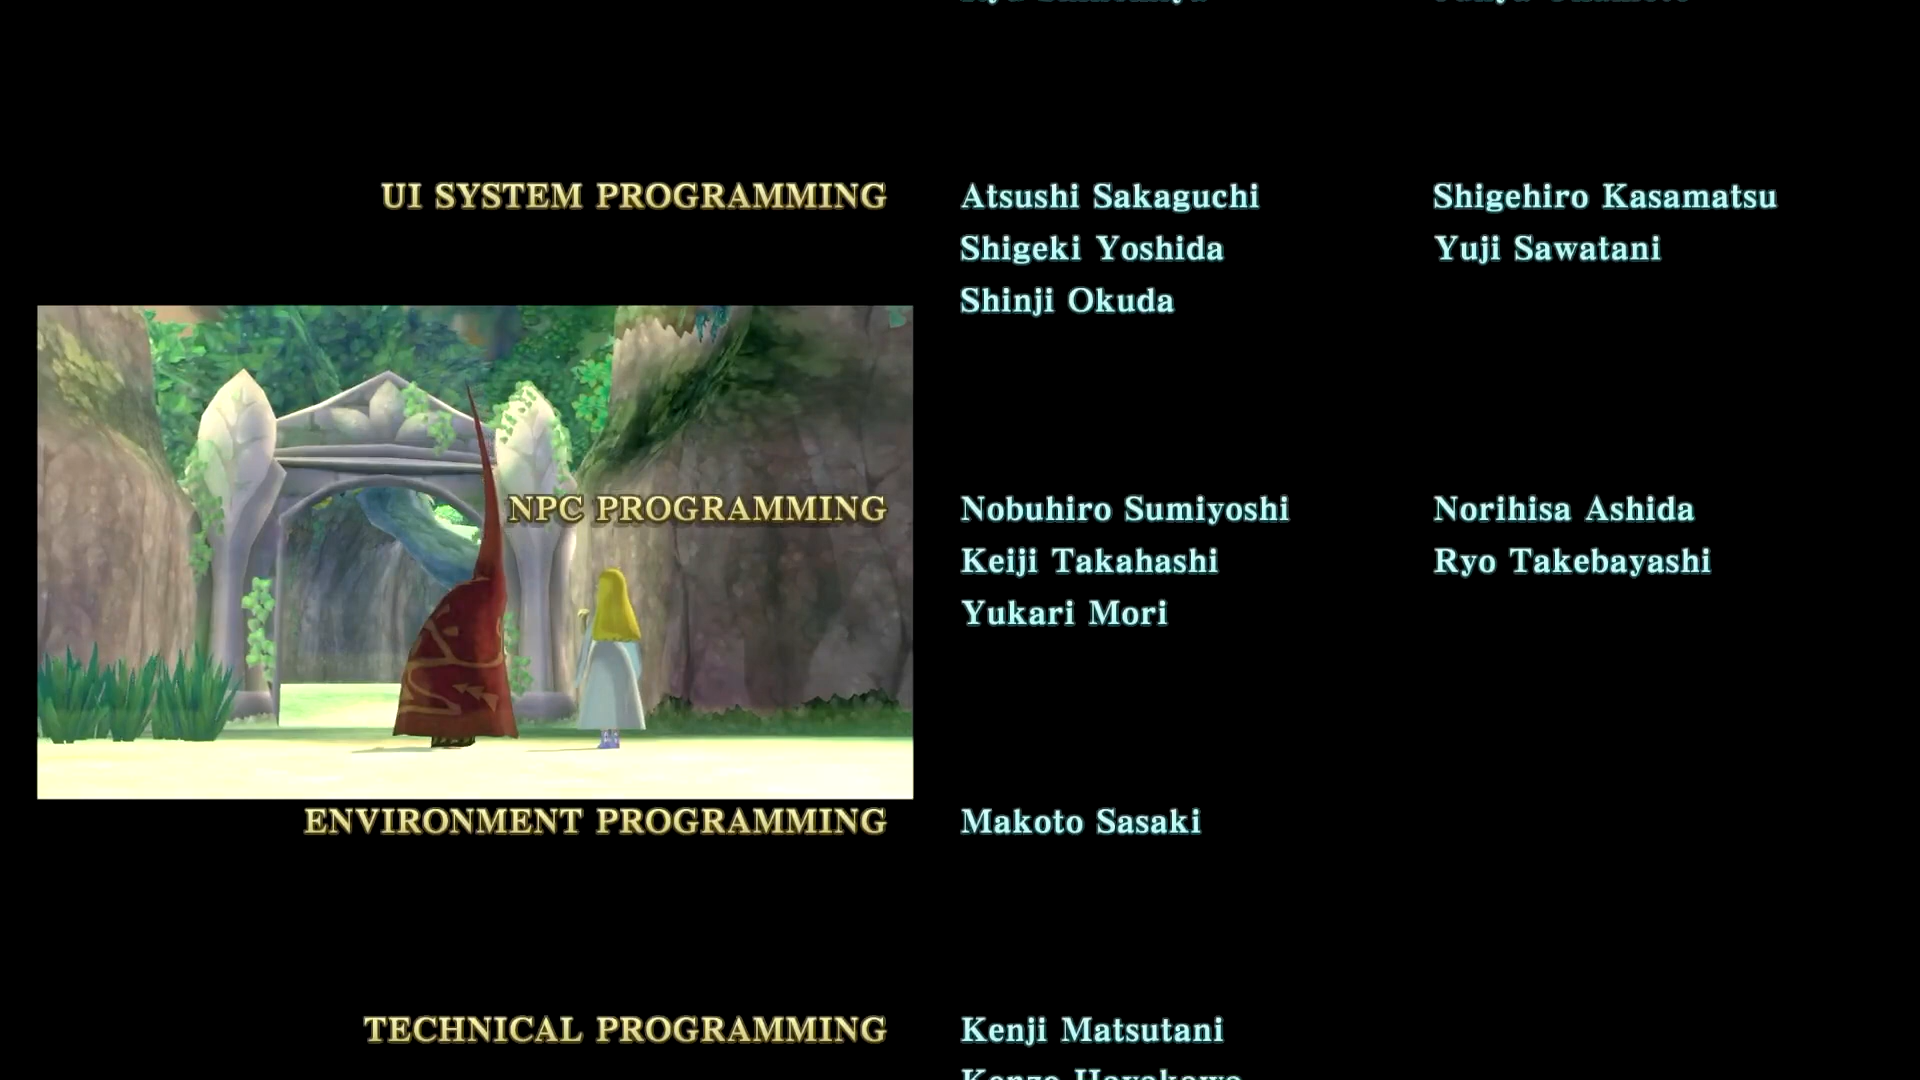 UI SYSTEM PROGRAMMING Atsushi Sakaguchi Shigehiro Kasamatsu
Shigeki Yoshida Yuji Sawatani
Shinji Okuda
NPC PROGRAMMING Nobuhiro Sumiyoshi Norihisa Ashida
Keiji Takahashi Ryo Takebayashi
Yukari Mori
ENVIRONMENT PROGRAMMING Makoto Sasaki
TECHNICAL PROGRAMMING Kenji Matsutani